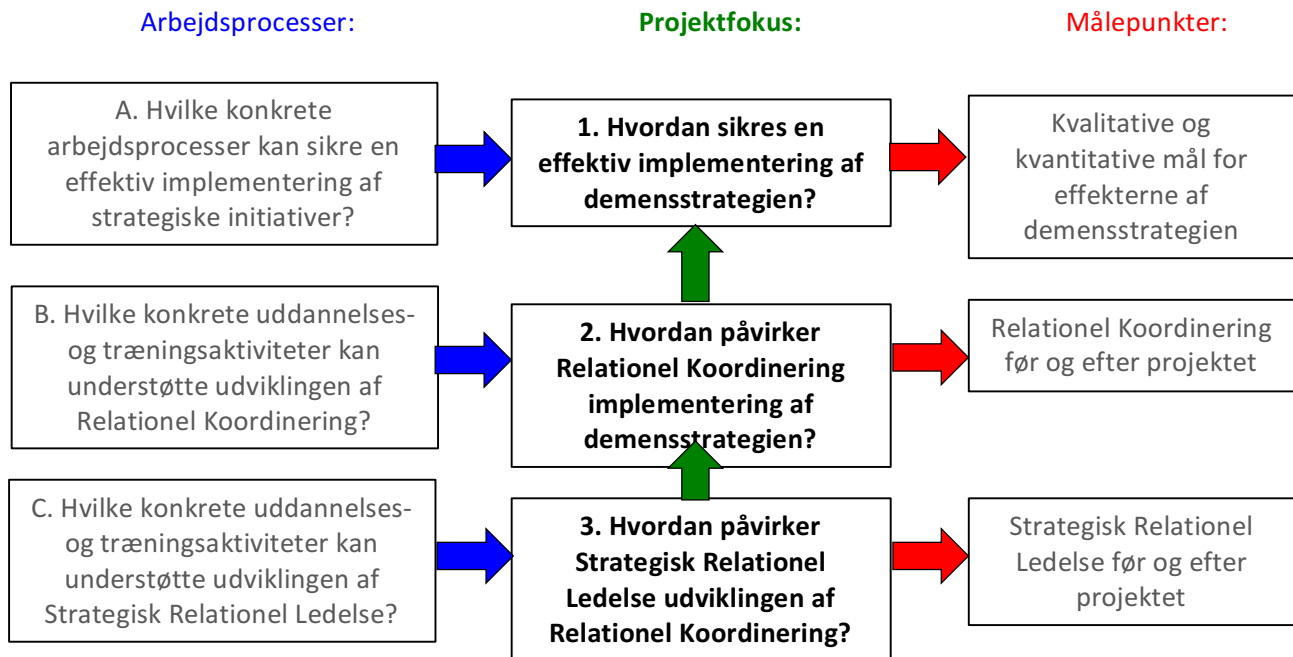 Arbejdsprocesser:
Projektfokus:
Målepunkter:
A. Hvilke konkrete
arbejdsprocesser kan sikre en
effektiv implementering af
strategiske initiativer?
1. Hvordan sikres en
effektiv implementering af
demensstrategien?
Kvalitative og
kvantitative mål for
effekterne af
demensstrategien
B. Hvilke konkrete uddannelses-
og træningsaktiviteter kan
understøtte udviklingen af
Relationel Koordinering?
2. Hvordan påvirker
Relationel Koordinering
implementering af
demensstrategien?
Relationel Koordinering
før og efter projektet
C. Hvilke konkrete uddannelses-
og træningsaktiviteter kan
understøtte udviklingen af
Strategisk Relationel Ledelse?
3. Hvordan påvirker
Strategisk Relationel
Ledelse udviklingen af
Relationel Koordinering?
Strategisk Relationel
Ledelse før og efter
projektet